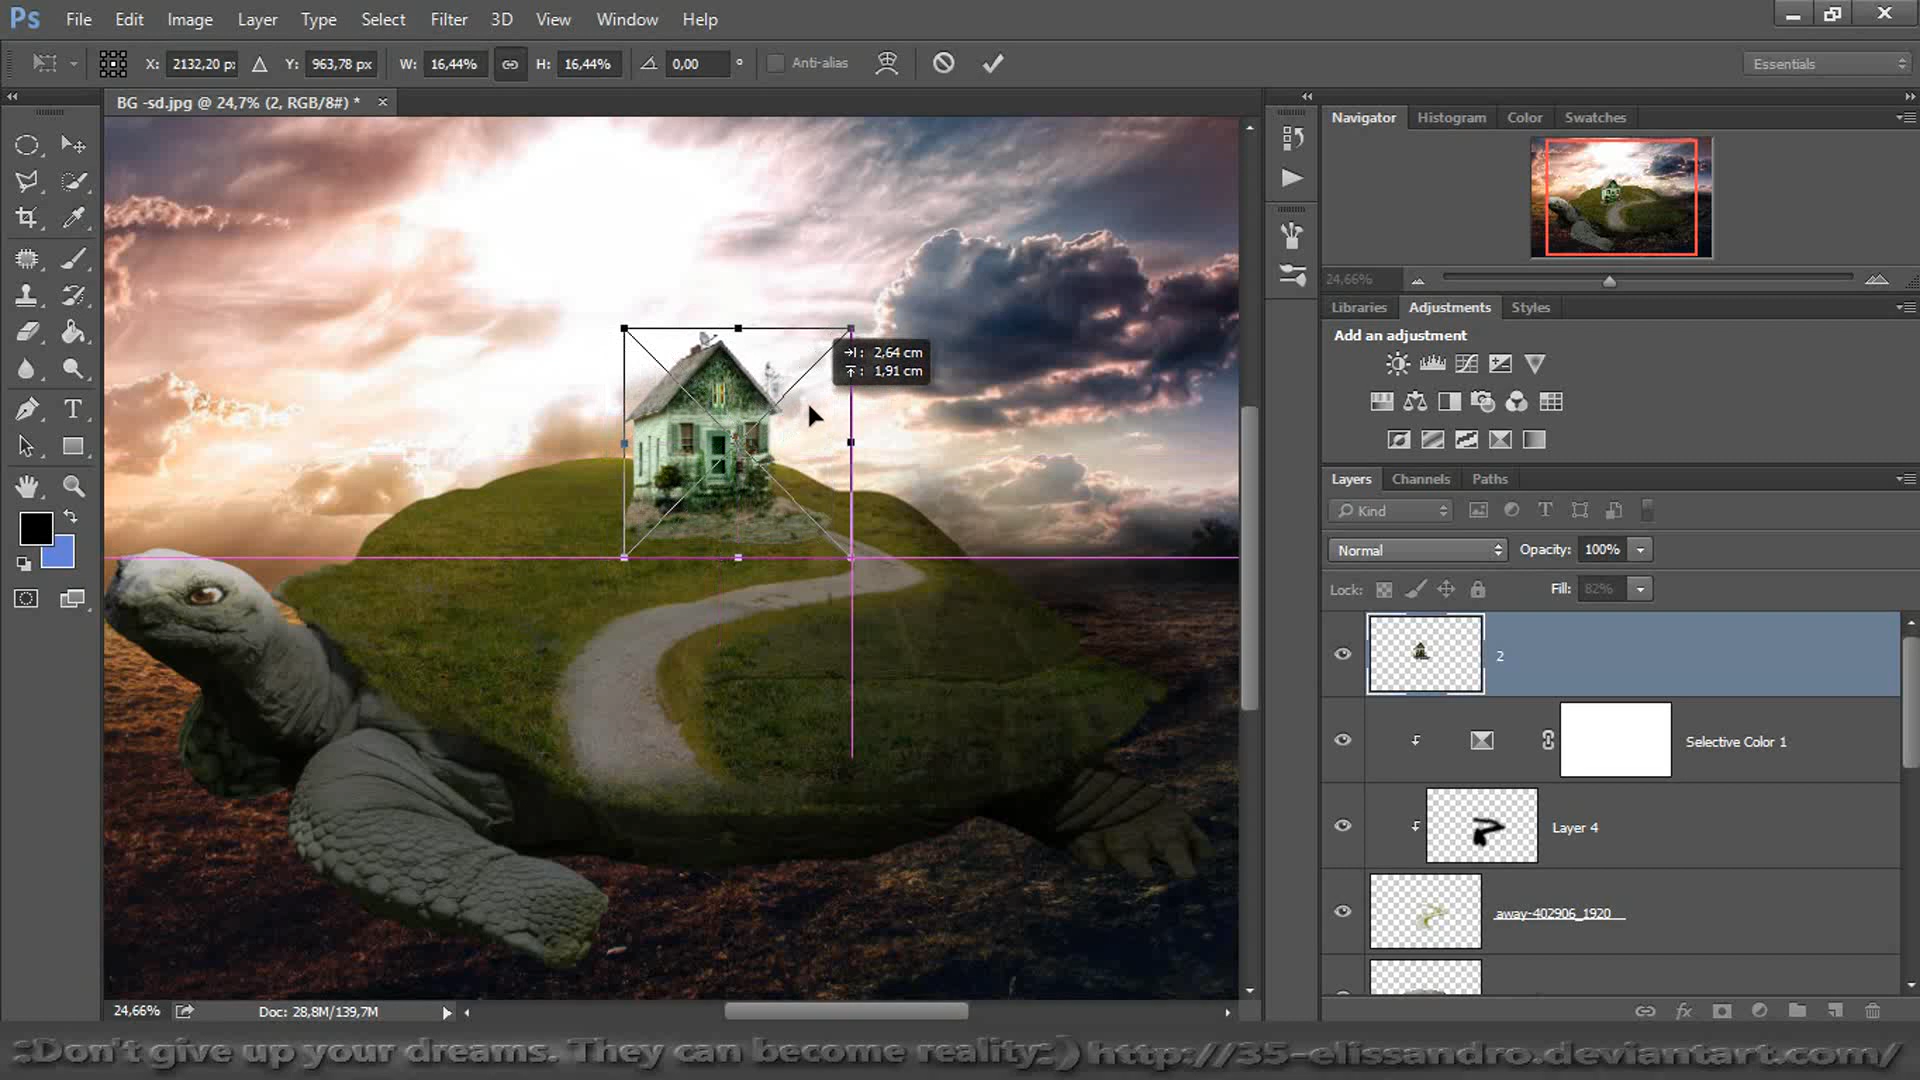 Ps File Edit Image Layer Type Select Filter 3D View Window Help
X: 2132,20 p: Y: 963,78 px W: 16,44% H: 16,44% 0,00 ° Anti-alias Essentials
BG -sd.jpg @ 24,7% (2, RGB/8#) *
Navigator Histogram Color Swatches
24,66%
Libraries Adjustments Styles
Add an adjustment
2,64 cm
1,91 cm
Layers Channels Paths
Kind
Normal Opacity: 100%
Lock: Fill: 82%
2
Selective Color 1
Layer 4
away-402906_1920
24,66% Doc: 28,8M/139,7M
:Don't give up your dreams. They can become reality:) http://35-elissandro.deviantart.com/